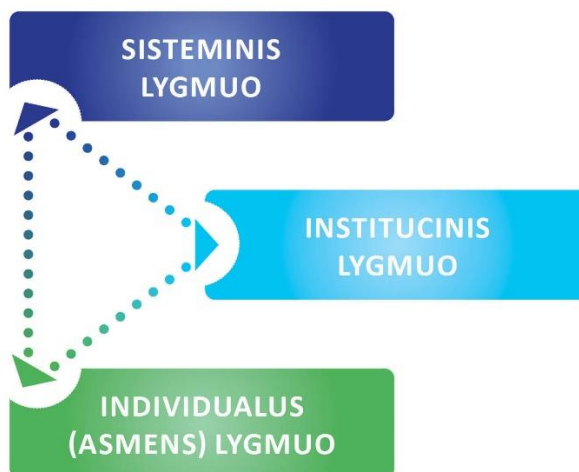 SISTEMINIS
LYGMUO
INSTITUCINIS
LYGMUO
INDIVIDUALUS
(ASMENS) LYGMUO